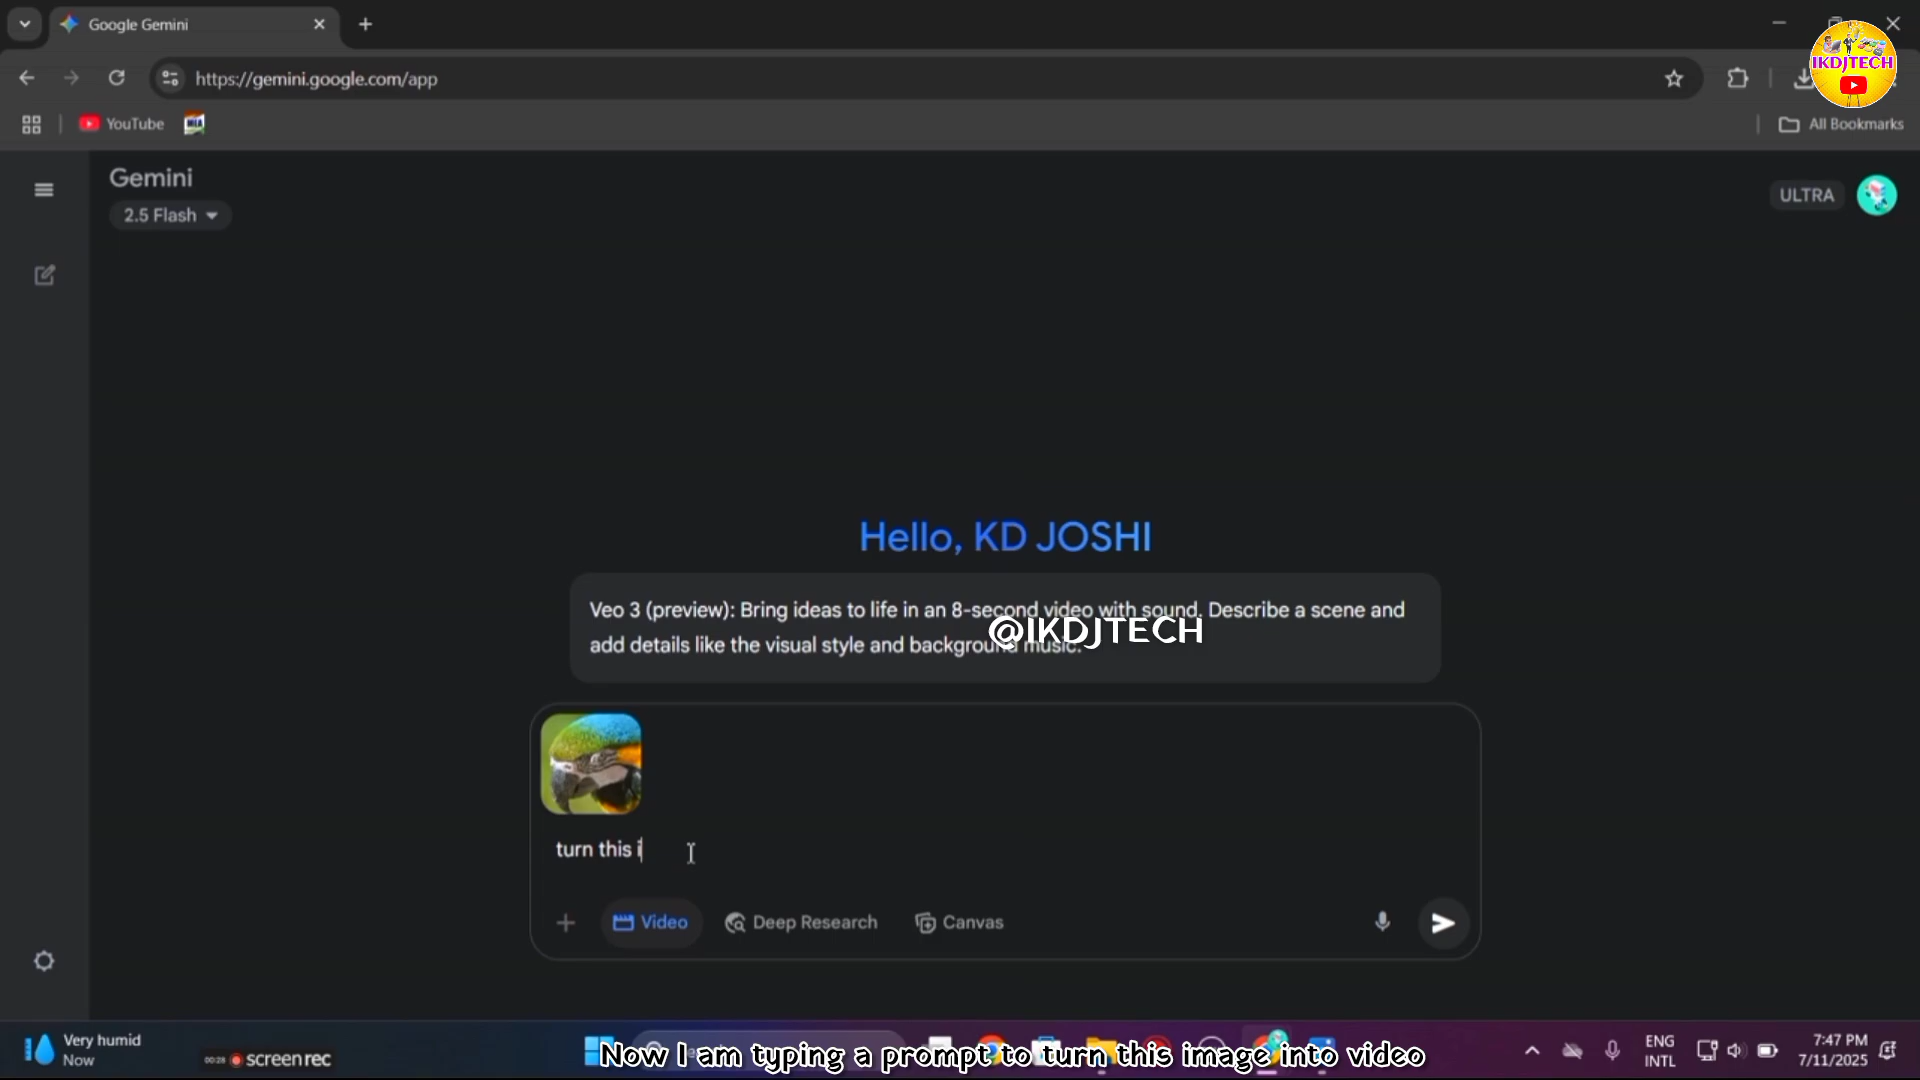 Google Gemini
https://gemini.google.com/app
IKDJTECH
YouTube
All Bookmarks
Gemini
2.5 Flash
ULTRA
Hello, KD JOSHI
Veo 3 (preview): Bring ideas to life in an 8-second video with sound. Describe a scene and
add details like the visual style and background music.
@IKDJTECH
turn this i
Video
Deep Research
Canvas
Very humid
Now
00:28 screenrec
Now I am typing a prompt to turn this image into video
ENG
INTL
7:47 PM
7/11/2025